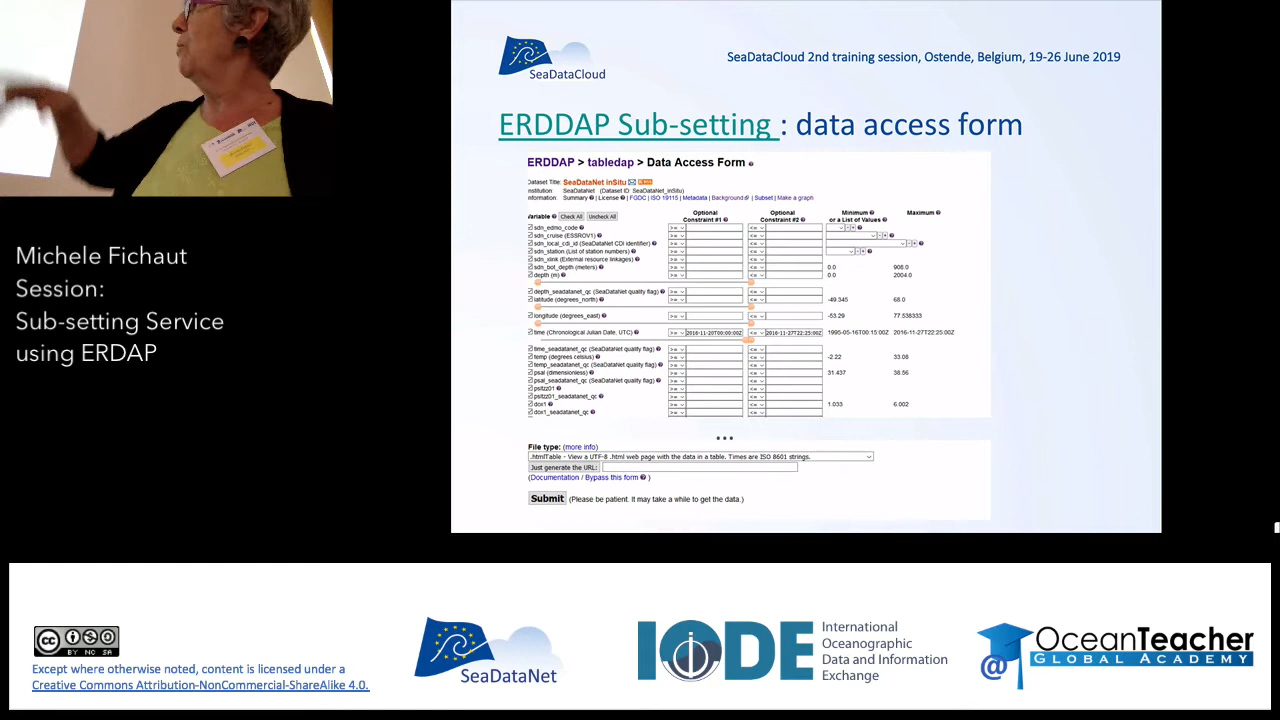 SeaDataCloud
SeaDataCloud 2nd training session, Ostende, Belgium, 19-26 June 2019
ERDDAP Sub-setting : data access form
ERDDAP > tabledap > Data Access Form
Dataset Title: SeaDataNet inSitu
Institution SeaDataNet (Dataset ID: SeaDataNet_inSitu)
Information Summary | License | FGDC | ISO 19115 | Metadata | Background | Subset | Make a graph
Variable Check All Uncheck All Optional Constraint #1 Optional Constraint #2 Minimum or a List of Values Maximum
sdn_edmo_code >= <=
sdn_cruise (ESSROV1) >= <=
sdn_local_cdi_id (SeaDataNet CDI identifier) >= <=
sdn_station (List of station numbers) >= <=
sdn_xlink (External resource linkages) >= <=
sdn_bot_depth (meters) >= <= 0.0 908.0
depth (m) >= <= 0.0 2004.0
depth_seadatanet_qc (SeaDataNet quality flag) >= <=
latitude (degrees_north) >= <= -49.345 68.0
longitude (degrees_east) >= <= -53.29 77.538333
time (Chronological Julian Date, UTC) >= 2016-11-20T00:00:00Z <= 2016-11-27T22:25:00Z 1995-05-16T00:15:00Z 2016-11-27T22:25:00Z
time_seadatanet_qc (SeaDataNet quality flag) >= <=
temp (degrees celsius) >= <= -2.22 33.08
temp_seadatanet_qc (SeaDataNet quality flag) >= <=
psal (dimensionless) >= <= 31.437 38.56
psal_seadatanet_qc (SeaDataNet quality flag) >= <=
psltzz01 >= <=
psltzz01_seadatanet_qc >= <=
dox1 >= <= 1.033 6.002
dox1_seadatanet_qc >= <=
...
File type: (more info)
.htmlTable - View a UTF-8 .html web page with the data in a table. Times are ISO 8601 strings.
Just generate the URL:
(Documentation / Bypass this form )
Submit (Please be patient. It may take a while to get the data.)
Michele Fichaut
Session:
Sub-setting Service
using ERDAP
cc BY NC SA
Except where otherwise noted, content is licensed under a
Creative Commons Attribution-NonCommercial-ShareAlike 4.0.
SeaDataNet
IODE
International
Oceanographic
Data and Information
Exchange
@
OceanTeacher
GLOBAL ACADEMY